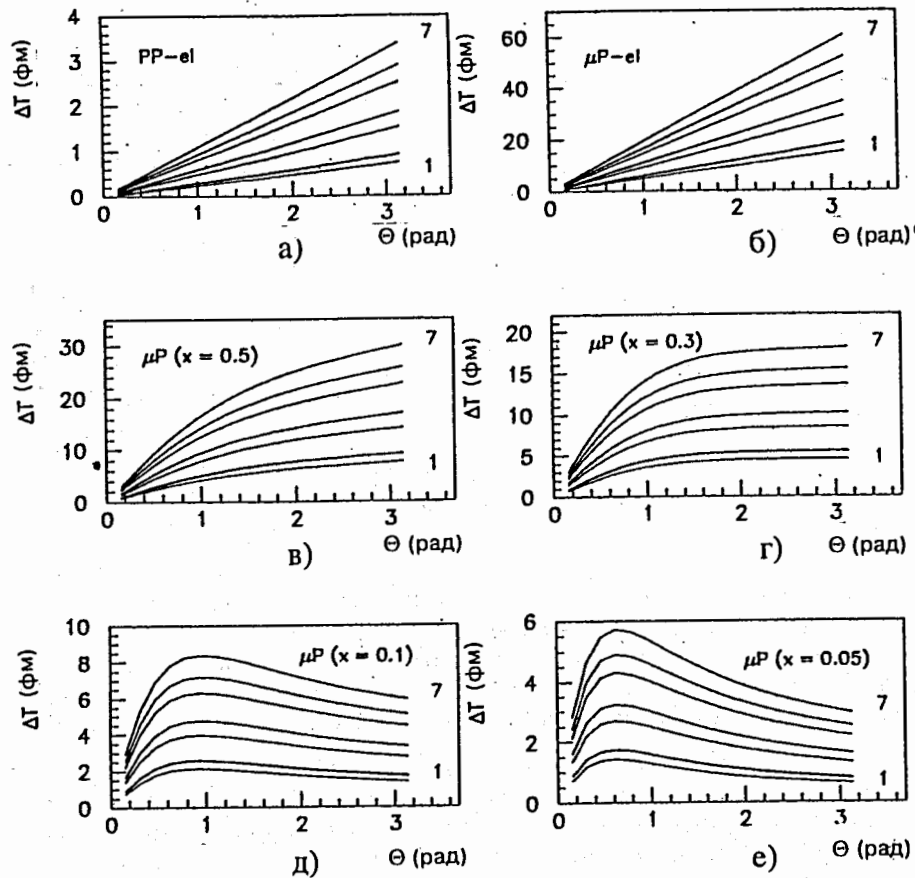 4
3
2
1
0
ΔT (фм)
PP-el
7
1
0 1 2 3
Θ (рад)
а)
60
40
20
0
ΔT (фм)
μP-el
7
1
0 1 2 3
Θ (рад)
б)
30
20
10
0
ΔT (фм)
μP (x = 0.5)
7
1
0 1 2 3
Θ (рад)
в)
20
15
10
5
0
ΔT (фм)
μP (x = 0.3)
7
1
0 1 2 3
Θ (рад)
г)
10
8
6
4
2
0
ΔT (фм)
μP (x = 0.1)
7
1
0 1 2 3
Θ (рад)
д)
6
4
2
0
ΔT (фм)
μP (x = 0.05)
7
1
0 1 2 3
Θ (рад)
е)